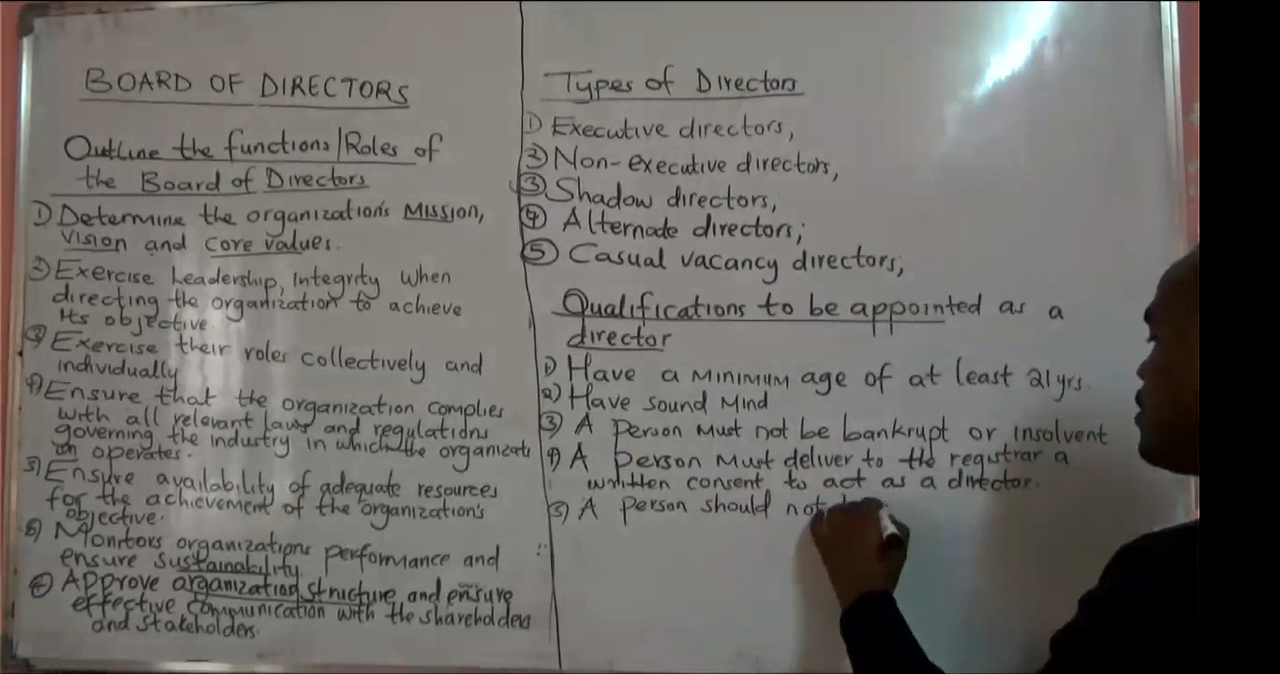 BOARD OF DIRECTORS
Outline the functions/Roles of
the Board of Directors
1) Determine the organization's Mission,
Vision and core values.
2) Exercise Leadership, Integrity when
directing the organization to achieve
its objective.
3) Exercise their roles collectively and
individually
4) Ensure that the organization complies
with all relevant laws and regulations
governing the industry in which the organizati
on operates.
5) Ensure availability of adequate resources
for the achievement of the organization's
objective.
6) Monitors organizations performance and
ensure sustainability
Approve organization structure and ensure
effective communication with the shareholders
and stakeholders.
Types of Directors
1) Executive directors,
2) Non-executive directors,
3) Shadow directors,
4) Alternate directors;
5) Casual vacancy directors,
Qualifications to be appointed as a
director
1) Have a minimum age of at least 21yrs.
2) Have sound Mind
3) A person must not be bankrupt or insolvent
4) A person Must deliver to the registrar a
written consent to act as a director.
5) A person should not